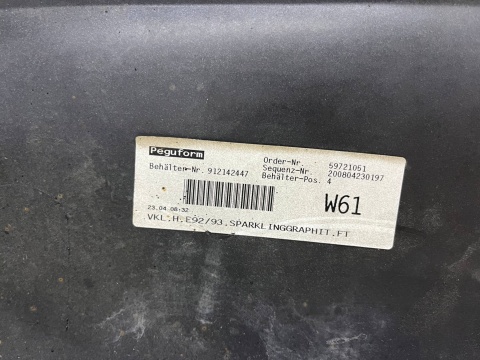 Peguform
Behälter-Nr. 912142447
Order-Nr. 59721061
Sequenz-Nr. 200804230197
Behälter-Pos. 4
W61
23.04.08-32
VKL.H.E92/93.SPARKLINGGRAPHIT.FT